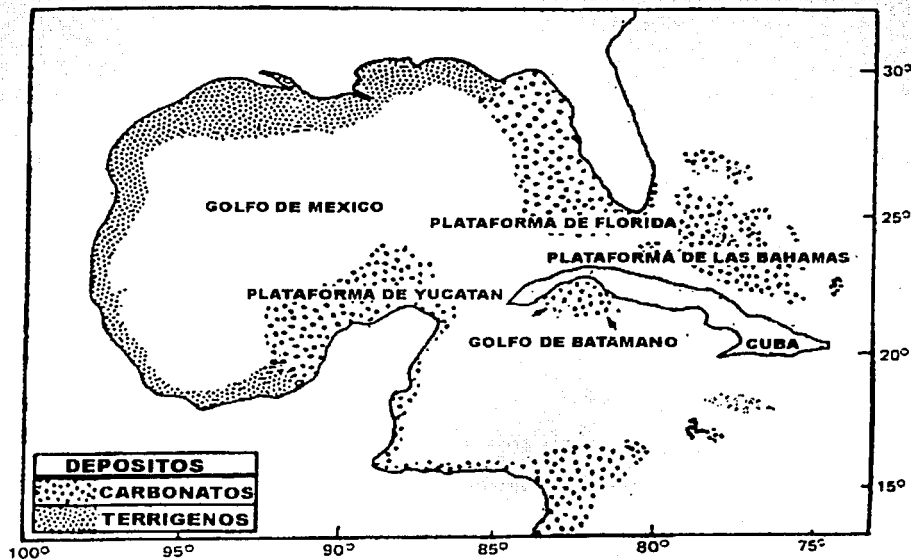 30°
GOLFO DE MEXICO
PLATAFORMA DE FLORIDA
25°
PLATAFORMA DE LAS BAHAMAS
PLATAFORMA DE YUCATAN
GOLFO DE BATAMANO
CUBA
20°
DEPOSITOS
CARBONATOS
TERRIGENOS
15°
100° 95° 90° 85° 80° 75°